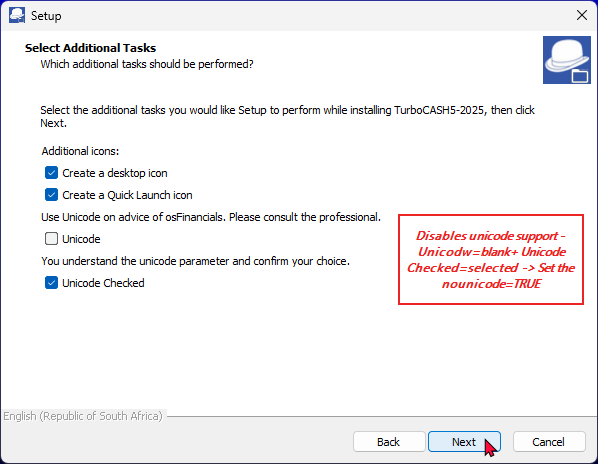 Setup
Select Additional Tasks
Which additional tasks should be performed?
Select the additional tasks you would like Setup to perform while installing TurboCASH5-2025, then click
Next.
Additional icons:
Create a desktop icon
Create a Quick Launch icon
Use Unicode on advice of osFinancials. Please consult the professional.
Unicode
You understand the unicode parameter and confirm your choice.
Unicode Checked
Disables unicode support -
Unicodw=blank+ Unicode
Checked=selected -> Set the
nounicode=TRUE
English (Republic of South Africa)
Back
Next
Cancel